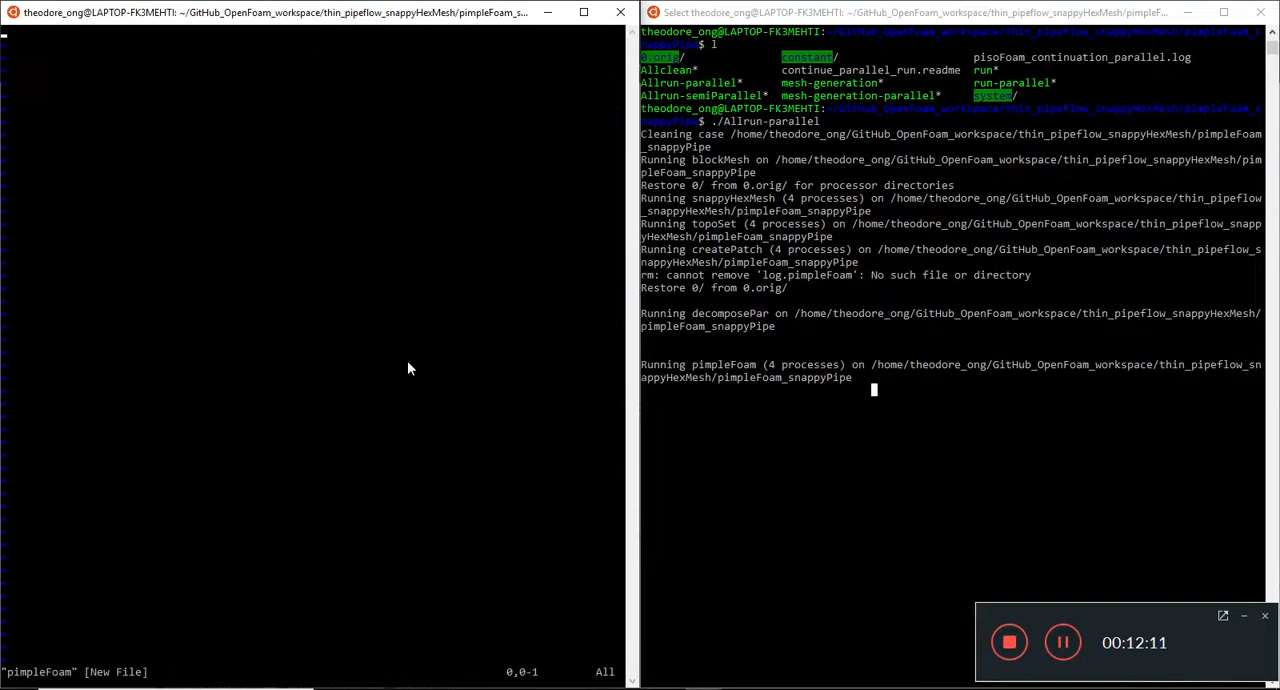 theodore_ong@LAPTOP-FK3MEHTI: ~/GitHub_OpenFoam_workspace/thin_pipeflow_snappyHexMesh/pimpleFoam_s...
"pimpleFoam" [New File] 0,0-1 All
Select theodore_ong@LAPTOP-FK3MEHTI: ~/GitHub_OpenFoam_workspace/thin_pipeflow_snappyHexMesh/pimpleF...
theodore_ong@LAPTOP-FK3MEHTI:~/GitHub_OpenFoam_workspace/thin_pipeflow_snappyHexMesh/pimpleFoam_s
nappyPipe$ l
0.orig/ constant/ pisoFoam_continuation_parallel.log
Allclean* continue_parallel_run.readme run*
Allrun-parallel* mesh-generation* run-parallel*
Allrun-semiParallel* mesh-generation-parallel* system/
theodore_ong@LAPTOP-FK3MEHTI:~/GitHub_OpenFoam_workspace/thin_pipeflow_snappyHexMesh/pimpleFoam_s
nappyPipe$ ./Allrun-parallel
Cleaning case /home/theodore_ong/GitHub_OpenFoam_workspace/thin_pipeflow_snappyHexMesh/pimpleFoam
_snappyPipe
Running blockMesh on /home/theodore_ong/GitHub_OpenFoam_workspace/thin_pipeflow_snappyHexMesh/pim
pleFoam_snappyPipe
Restore 0/ from 0.orig/ for processor directories
Running snappyHexMesh (4 processes) on /home/theodore_ong/GitHub_OpenFoam_workspace/thin_pipeflow
_snappyHexMesh/pimpleFoam_snappyPipe
Running topoSet (4 processes) on /home/theodore_ong/GitHub_OpenFoam_workspace/thin_pipeflow_snapp
yHexMesh/pimpleFoam_snappyPipe
Running createPatch (4 processes) on /home/theodore_ong/GitHub_OpenFoam_workspace/thin_pipeflow_s
nappyHexMesh/pimpleFoam_snappyPipe
rm: cannot remove 'log.pimpleFoam': No such file or directory
Restore 0/ from 0.orig/
Running decomposePar on /home/theodore_ong/GitHub_OpenFoam_workspace/thin_pipeflow_snappyHexMesh/
pimpleFoam_snappyPipe
Running pimpleFoam (4 processes) on /home/theodore_ong/GitHub_OpenFoam_workspace/thin_pipeflow_sn
appyHexMesh/pimpleFoam_snappyPipe
00:12:11